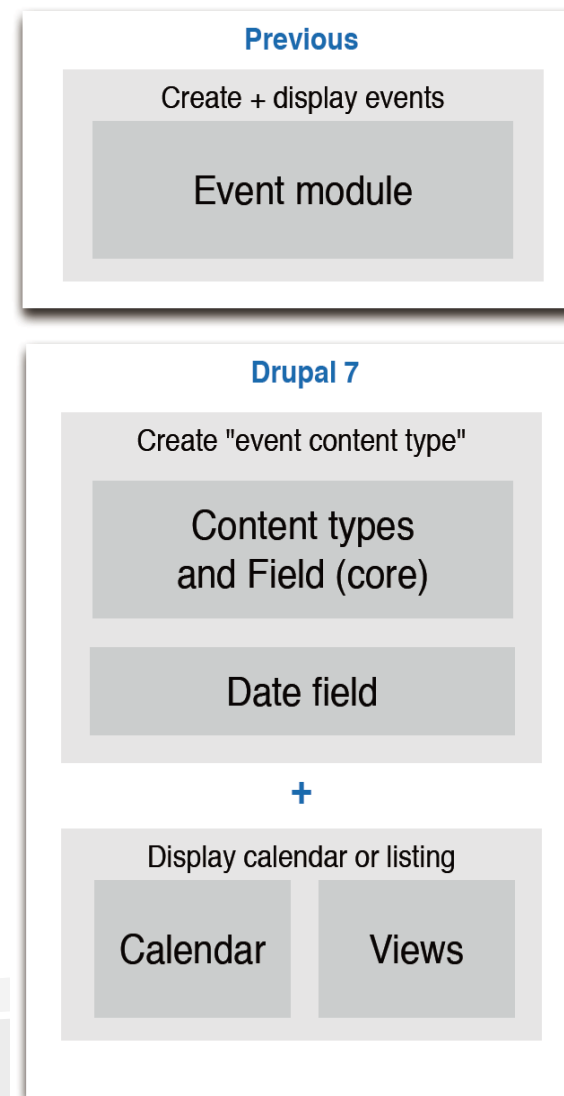 Previous
Create + display events
Event module
Drupal 7
Create "event content type"
Content types
and Field (core)
Date field
+
Display calendar or listing
Calendar Views